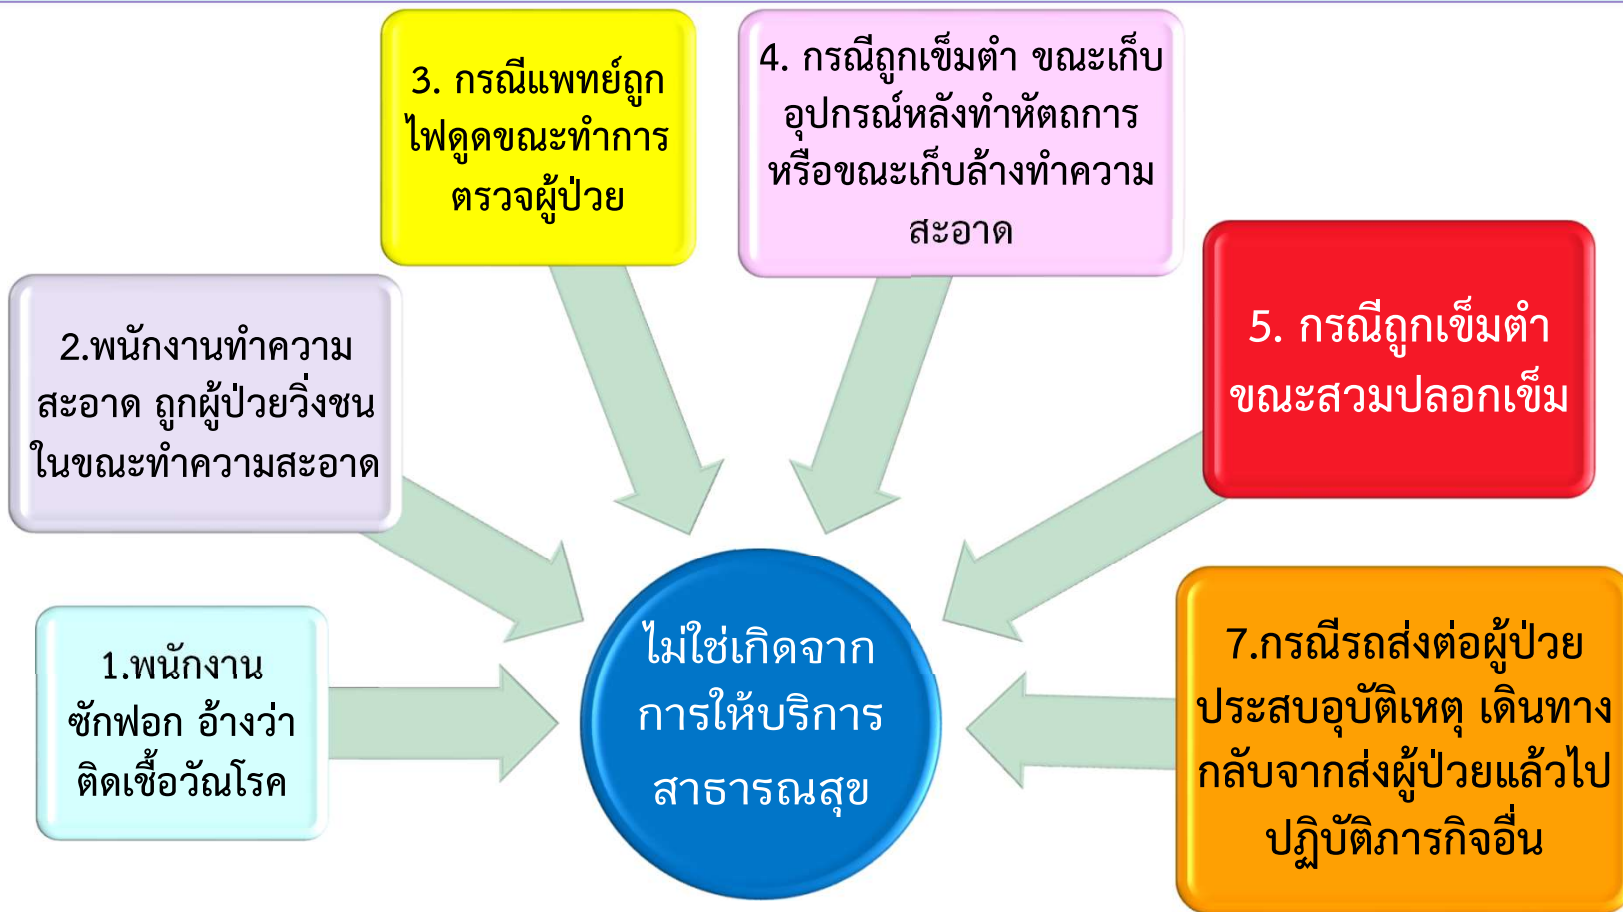 1.พนักงาน
ซักฟอก อ้างว่า
ติดเชื้อวัณโรค
2.พนักงานทำความ
สะอาด ถูกผู้ป่วยวิ่งชน
ในขณะทำความสะอาด
3. กรณีแพทย์ถูก
ไฟดูดขณะทำการ
ตรวจผู้ป่วย
4. กรณีถูกเข็มตำ ขณะเก็บ
อุปกรณ์หลังทำหัตถการ
หรือขณะเก็บล้างทำความ
สะอาด
5. กรณีถูกเข็มตำ
ขณะสวมปลอกเข็ม
7.กรณีรถส่งต่อผู้ป่วย
ประสบอุบัติเหตุ เดินทาง
กลับจากส่งผู้ป่วยแล้วไป
ปฏิบัติภารกิจอื่น
ไม่ใช่เกิดจาก
การให้บริการ
สาธารณสุข